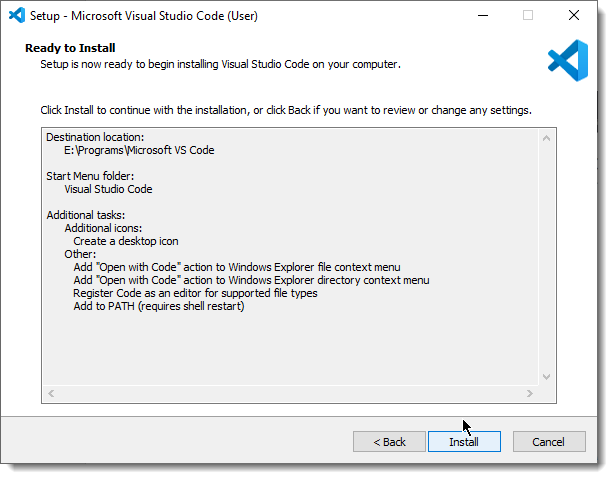 Setup - Microsoft Visual Studio Code (User)
Ready to Install
Setup is now ready to begin installing Visual Studio Code on your computer.
Click Install to continue with the installation, or click Back if you want to review or change any settings.
Destination location:
E:\Programs\Microsoft VS Code
Start Menu folder:
Visual Studio Code
Additional tasks:
Additional icons:
Create a desktop icon
Other:
Add "Open with Code" action to Windows Explorer file context menu
Add "Open with Code" action to Windows Explorer directory context menu
Register Code as an editor for supported file types
Add to PATH (requires shell restart)
< Back
Install
Cancel